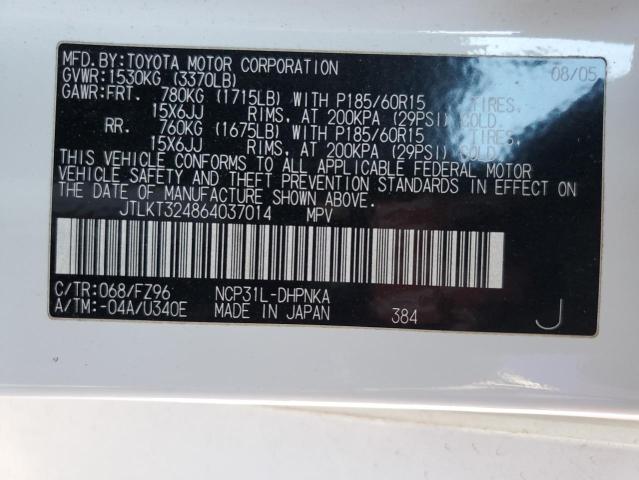 MFD.BY:TOYOTA MOTOR CORPORATION 08/05
GVWR:1530KG (3370LB)
GAWR:FRT. 780KG (1715LB) WITH P185/60R15 TIRES,
15X6JJ RIMS, AT 200KPA (29PSI) COLD.
RR. 760KG (1675LB) WITH P185/60R15 TIRES,
15X6JJ RIMS, AT 200KPA (29PSI) COLD.
THIS VEHICLE CONFORMS TO ALL APPLICABLE FEDERAL MOTOR
VEHICLE SAFETY AND THEFT PREVENTION STANDARDS IN EFFECT ON
THE DATE OF MANUFACTURE SHOWN ABOVE.
JTLKT324864037014 MPV
C/TR:068/FZ96 NCP31L-DHPNKA
A/TM:-04A/U340E MADE IN JAPAN 384 J